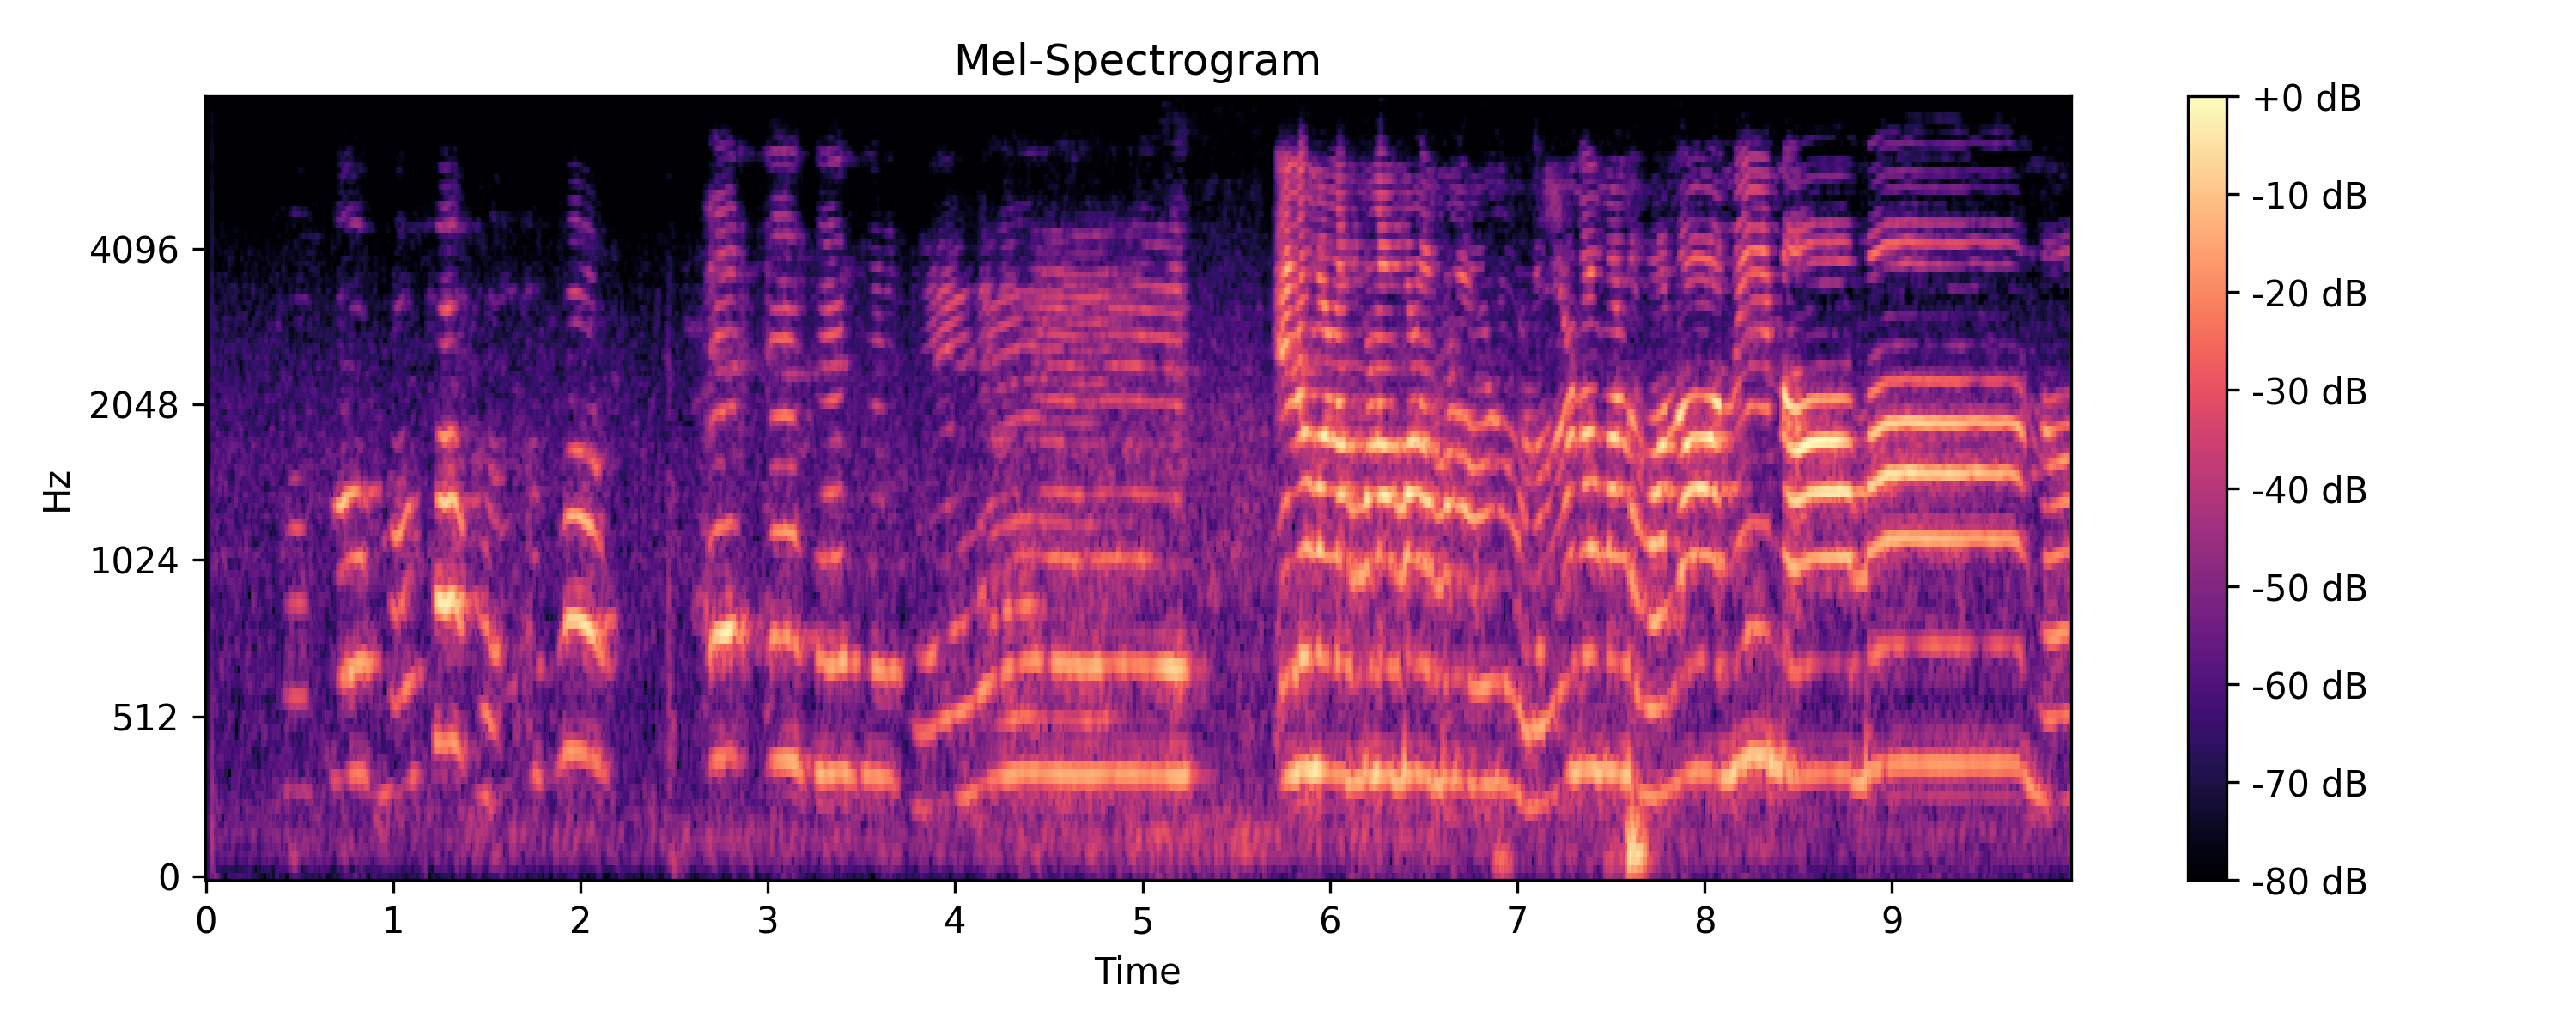 Mel-Spectrogram
+0 dB
-10 dB
-20 dB
-30 dB
-40 dB
-50 dB
-60 dB
-70 dB
-80 dB
Hz
4096
2048
1024
512
0
0 1 2 3 4 5 6 7 8 9
Time